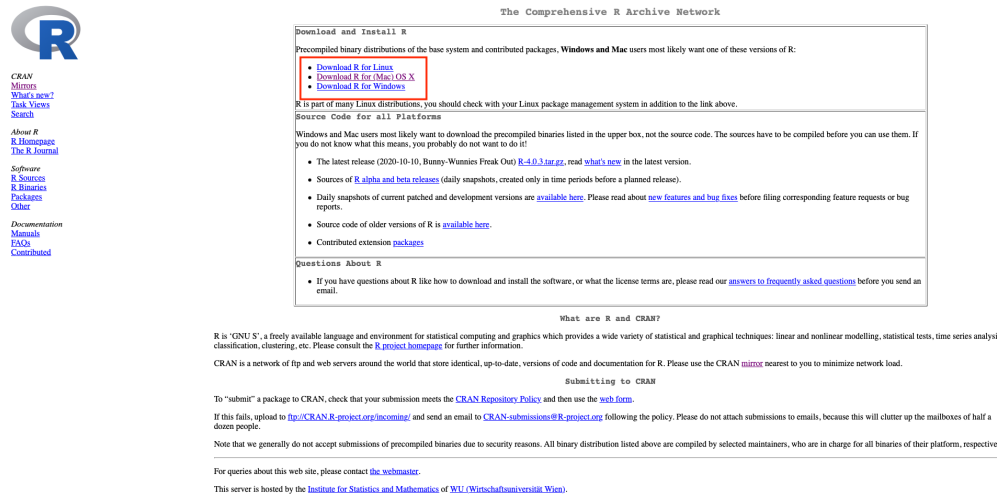 The Comprehensive R Archive Network
R
CRAN
Mirrors
What's new?
Task Views
Search
About R
R Homepage
The R Journal
Software
R Sources
R Binaries
Packages
Other
Documentation
Manuals
FAQs
Contributed
Download and Install R
Precompiled binary distributions of the base system and contributed packages, Windows and Mac users most likely want one of these versions of R:
• Download R for Linux
• Download R for (Mac) OS X
• Download R for Windows
R is part of many Linux distributions, you should check with your Linux package management system in addition to the link above.
Source Code for all Platforms
Windows and Mac users most likely want to download the precompiled binaries listed in the upper box, not the source code. The sources have to be compiled before you can use them. If
you do not know what this means, you probably do not want to do it!
• The latest release (2020-10-10, Bunny-Wunnies Freak Out) R-4.0.3.tar.gz, read what's new in the latest version.
• Sources of R alpha and beta releases (daily snapshots, created only in time periods before a planned release).
• Daily snapshots of current patched and development versions are available here. Please read about new features and bug fixes before filing corresponding feature requests or bug
reports.
• Source code of older versions of R is available here.
• Contributed extension packages
Questions About R
• If you have questions about R like how to download and install the software, or what the license terms are, please read our answers to frequently asked questions before you send an
email.
What are R and CRAN?
R is ‘GNU S’, a freely available language and environment for statistical computing and graphics which provides a wide variety of statistical and graphical techniques: linear and nonlinear modelling, statistical tests, time series analysi
classification, clustering, etc. Please consult the R project homepage for further information.
CRAN is a network of ftp and web servers around the world that store identical, up-to-date, versions of code and documentation for R. Please use the CRAN mirror nearest to you to minimize network load.
Submitting to CRAN
To “submit” a package to CRAN, check that your submission meets the CRAN Repository Policy and then use the web form.
If this fails, upload to ftp://CRAN.R-project.org/incoming/ and send an email to CRAN-submissions@R-project.org following the policy. Please do not attach submissions to emails, because this will clutter up the mailboxes of half a
dozen people.
Note that we generally do not accept submissions of precompiled binaries due to security reasons. All binary distribution listed above are compiled by selected maintainers, who are in charge for all binaries of their platform, respective
For queries about this web site, please contact the webmaster.
This server is hosted by the Institute for Statistics and Mathematics of WU (Wirtschaftsuniversität Wien).